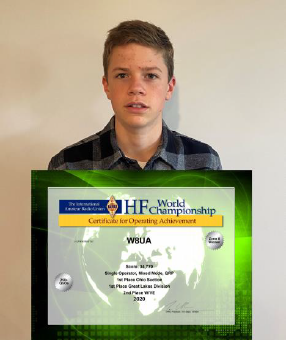 The International
Amateur Radio Union
HF World
Championship
Certificate for Operating Achievement
W8UA
Single-Operator, Mixed Mode, QRP
1st Place Ohio Section
1st Place Great Lakes Division
2nd Place W/VE
2020